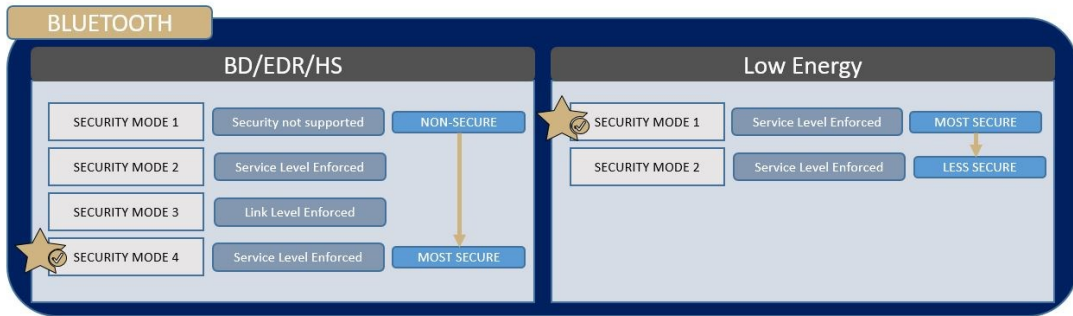 BLUETOOTH
BD/EDR/HS
SECURITY MODE 1 Security not supported NON-SECURE
SECURITY MODE 2 Service Level Enforced
SECURITY MODE 3 Link Level Enforced
SECURITY MODE 4 Service Level Enforced MOST SECURE
Low Energy
SECURITY MODE 1 Service Level Enforced MOST SECURE
SECURITY MODE 2 Service Level Enforced LESS SECURE